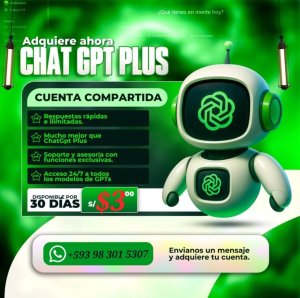 ¿Qué tienes en mente hoy?
Adquiere ahora
CHAT GPT PLUS
CUENTA COMPARTIDA
Respuestas rápidas
e ilimitadas.
Mucho mejor que
ChatGpt Plus
Soporte y asesoría con
funciones exclusivas.
Acceso 24/7 a todos
los modelos de GPTs
DISPONIBLE POR
30 DIAS
S/ $3.00
+593 98 301 5307
Envianos un mensaje
y adquiere tu cuenta.